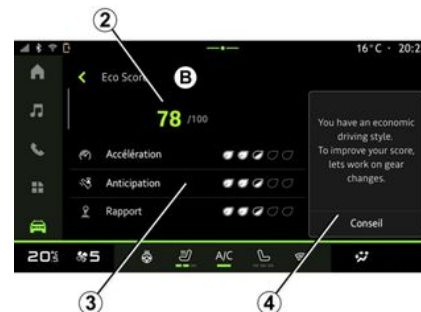 2
16°C · 20:2
Eco Score
B
78 /100
Accélération
Anticipation
Rapport
You have an economic
driving style.
To improve your score,
lets work on gear
changes.
Conseil
20 5 A/C
3
4